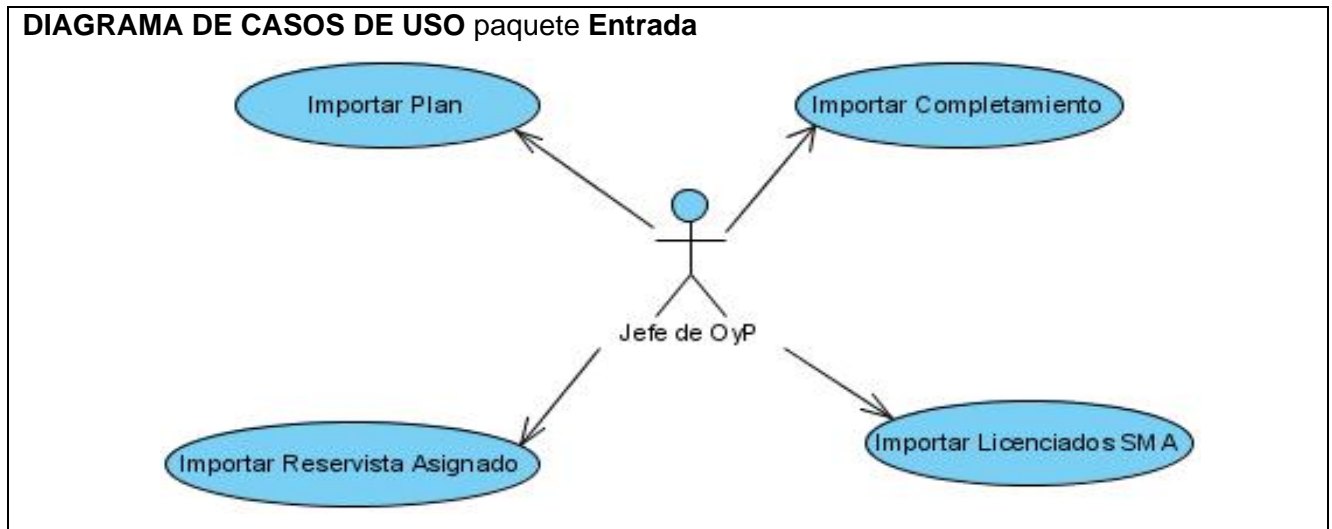 DIAGRAMA DE CASOS DE USO paquete Entrada
Importar Plan
Importar Completamiento
Jefe de OyP
Importar Reservista Asignado
Importar Licenciados SMA